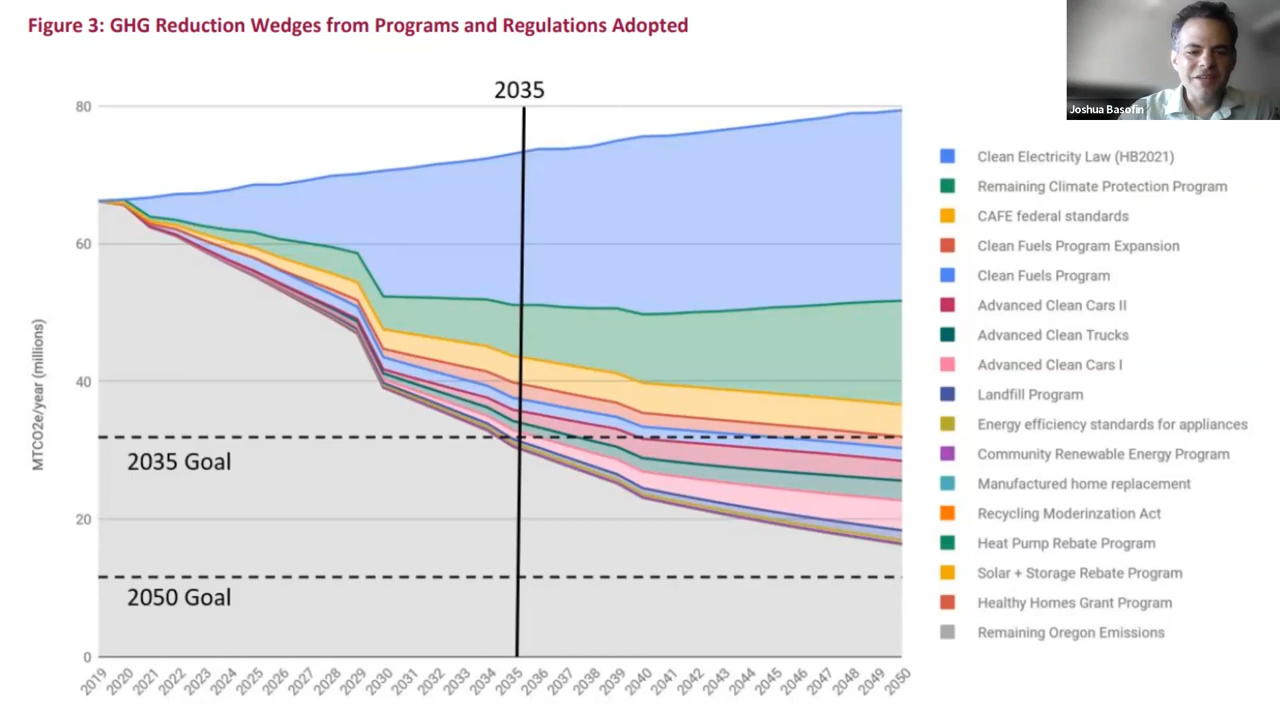 Figure 3: GHG Reduction Wedges from Programs and Regulations Adopted
Joshua Basofin
2035
80
60
40
20
0
MTCO2e/year (millions)
2035 Goal
2050 Goal
2019
2020
2021
2022
2023
2024
2025
2026
2027
2028
2029
2030
2031
2032
2033
2034
2035
2036
2037
2038
2039
2040
2041
2042
2043
2044
2045
2046
2047
2048
2049
2050
Clean Electricity Law (HB2021)
Remaining Climate Protection Program
CAFE federal standards
Clean Fuels Program Expansion
Clean Fuels Program
Advanced Clean Cars II
Advanced Clean Trucks
Advanced Clean Cars I
Landfill Program
Energy efficiency standards for appliances
Community Renewable Energy Program
Manufactured home replacement
Recycling Moderinzation Act
Heat Pump Rebate Program
Solar + Storage Rebate Program
Healthy Homes Grant Program
Remaining Oregon Emissions